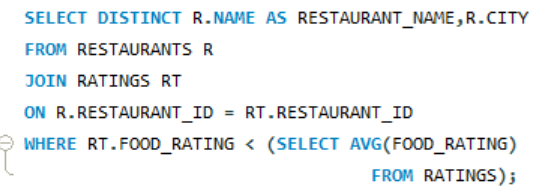 SELECT DISTINCT R.NAME AS RESTAURANT_NAME,R.CITY
FROM RESTAURANTS R
JOIN RATINGS RT
ON R.RESTAURANT_ID = RT.RESTAURANT_ID
WHERE RT.FOOD_RATING < (SELECT AVG(FOOD_RATING)
FROM RATINGS);